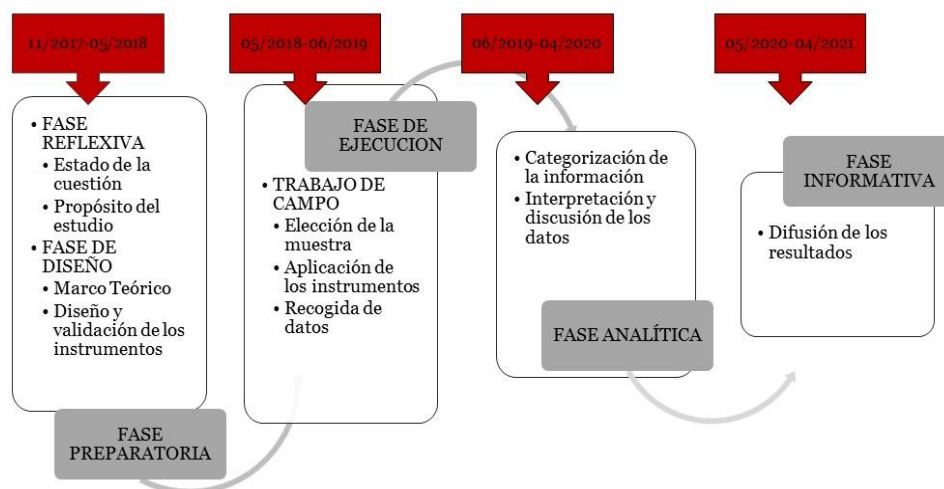 11/2017-05/2018
05/2018-06/2019
06/2019-04/2020
05/2020-04/2021
• FASE
REFLEXIVA
• Estado de la
cuestión
• Propósito del
estudio
• FASE DE
DISEÑO
• Marco Teórico
• Diseño y
validación de los
instrumentos
FASE
PREPARATORIA
FASE DE
EJECUCION
• TRABAJO DE
CAMPO
• Elección de la
muestra
• Aplicación de
los instrumentos
• Recogida de
datos
• Categorización de
la información
• Interpretación y
discusión de los
datos
FASE ANALÍTICA
FASE
INFORMATIVA
• Difusión de los
resultados